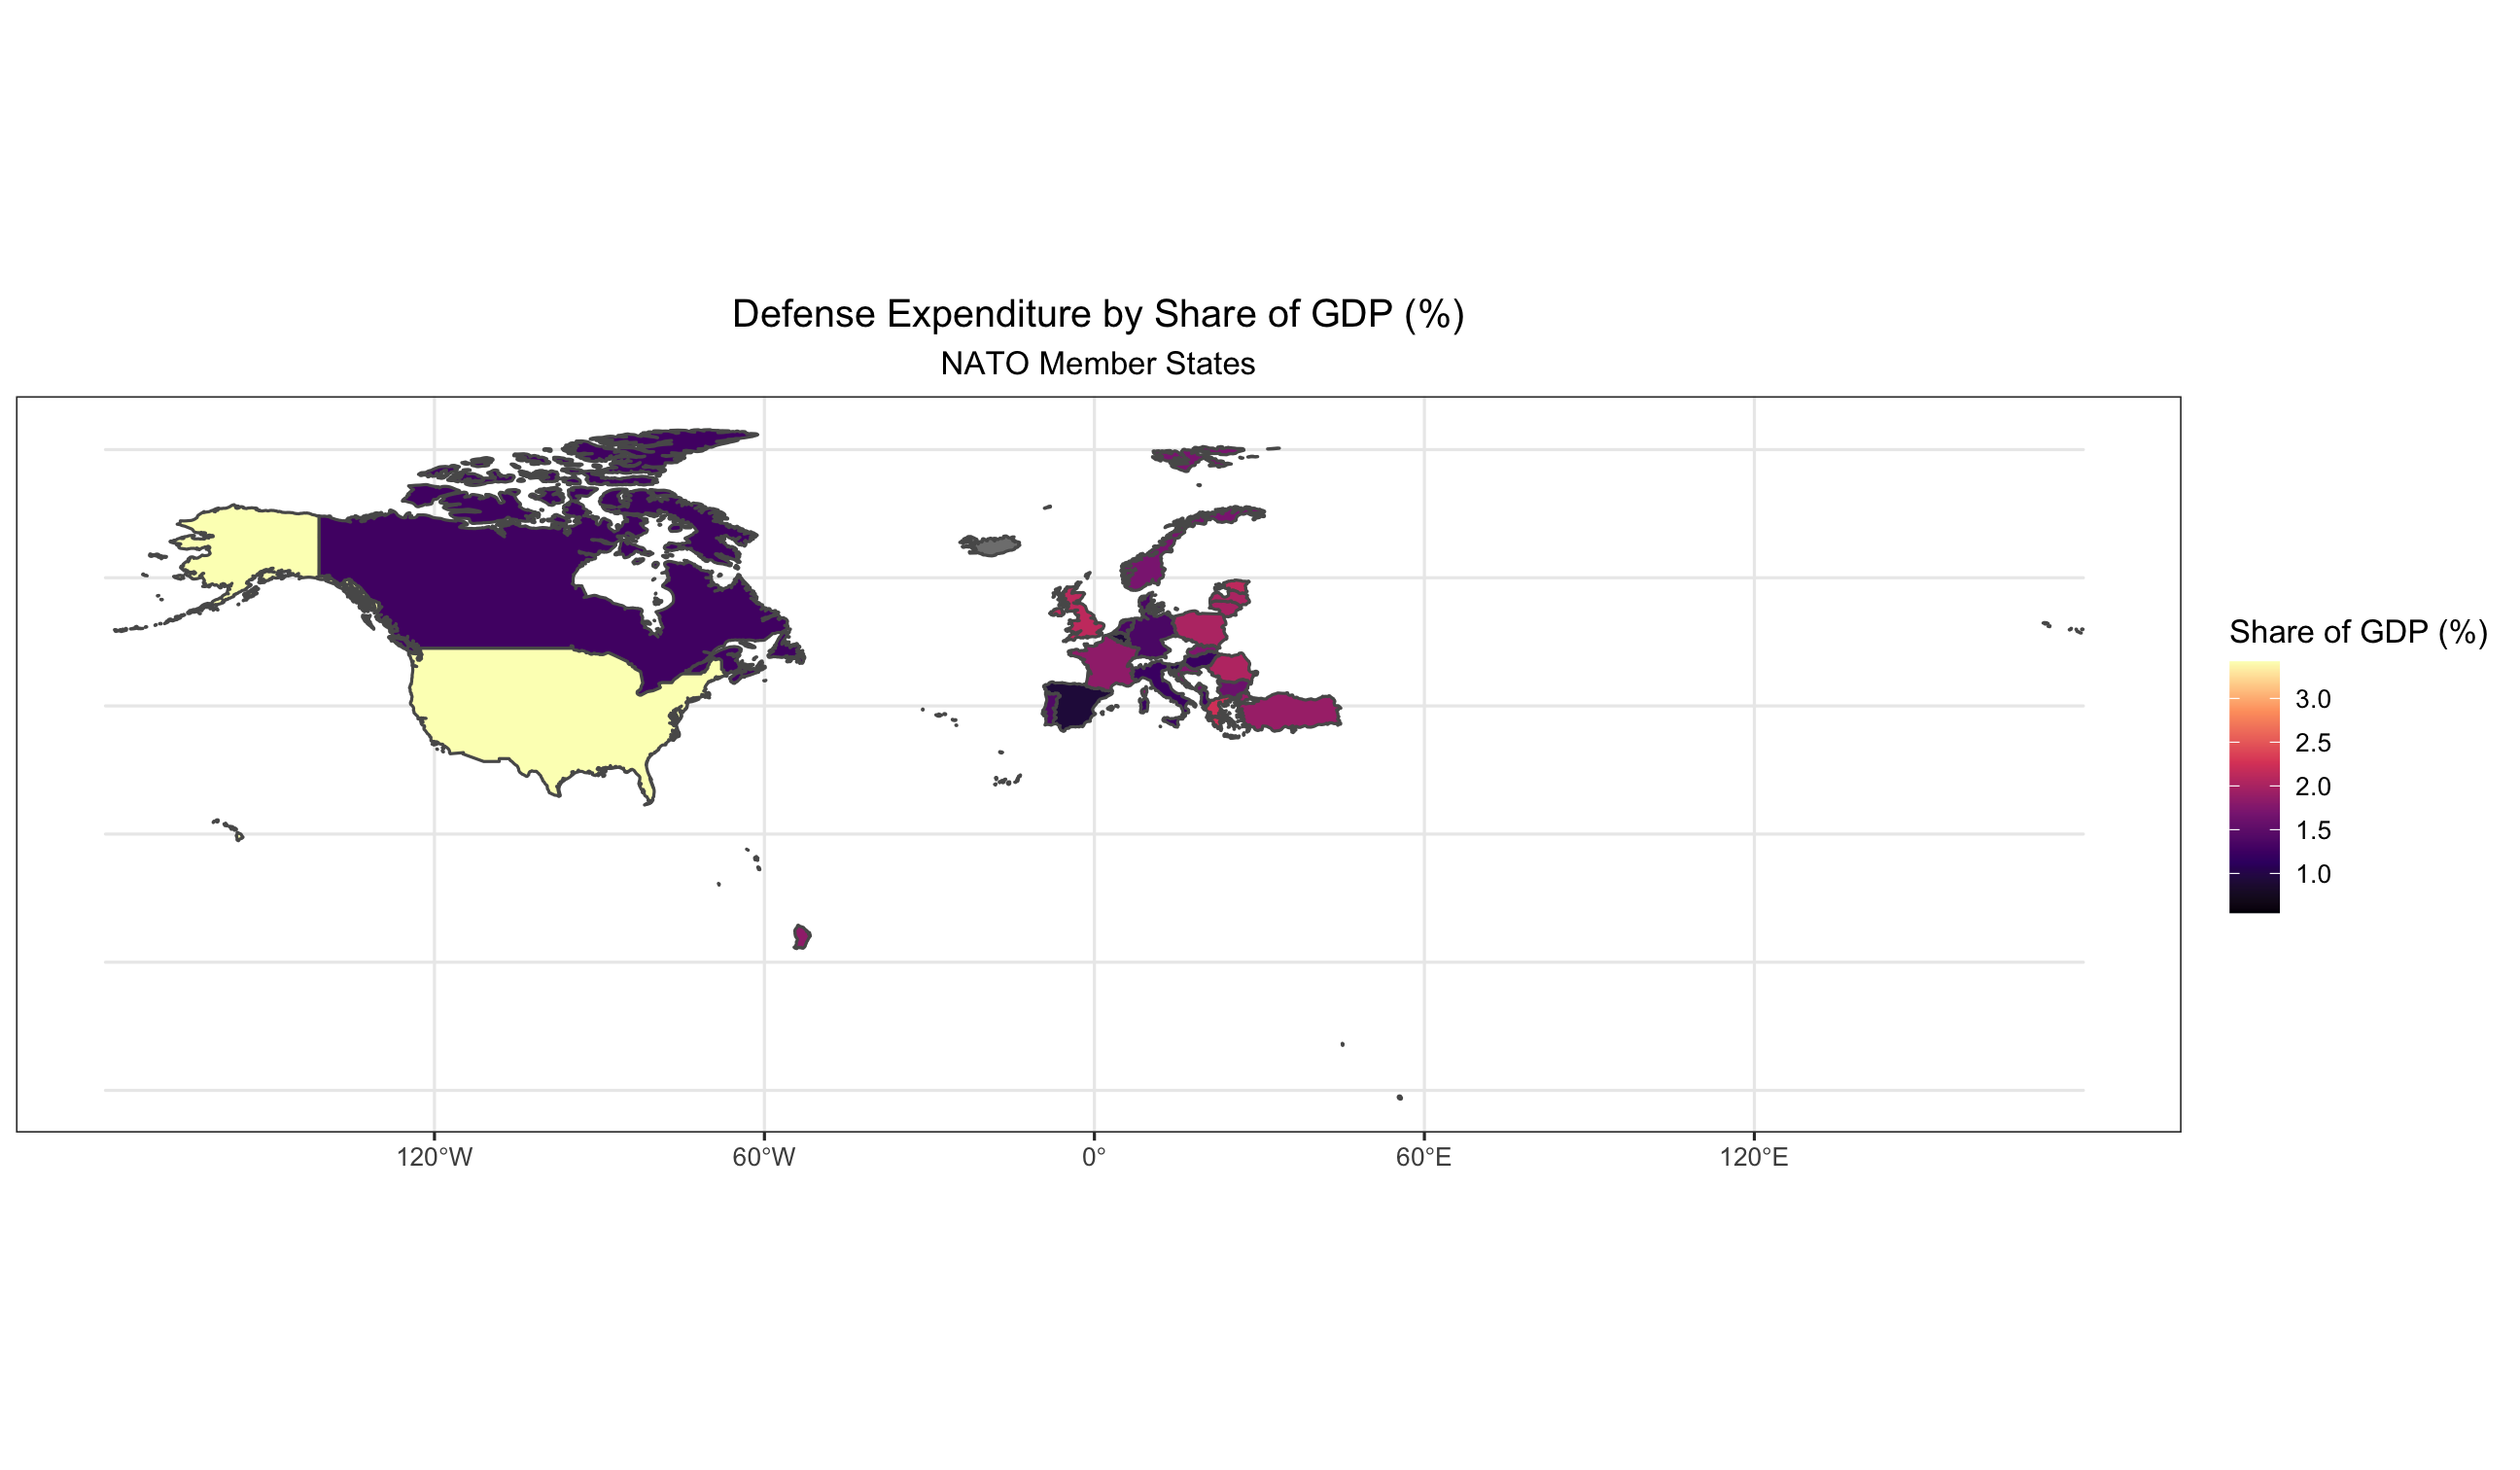 Defense Expenditure by Share of GDP (%)
NATO Member States
Share of GDP (%)
3.0
2.5
2.0
1.5
1.0
120°W 60°W 0° 60°E 120°E